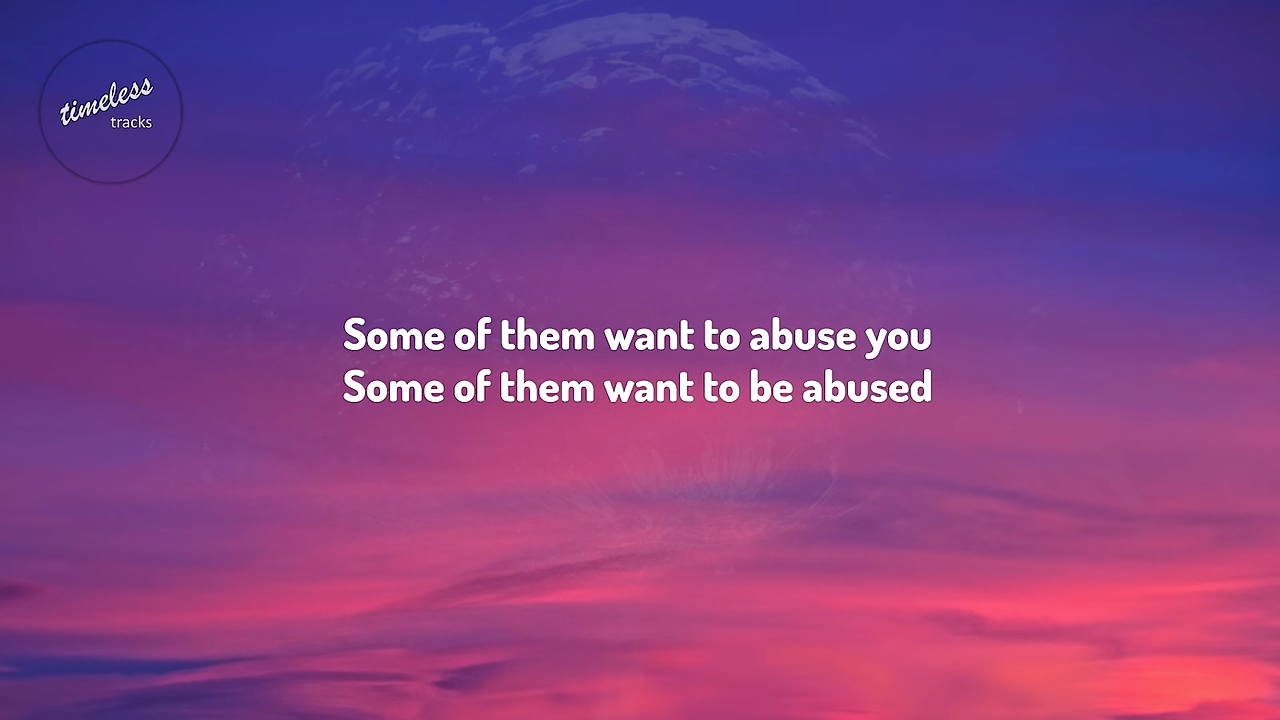 timeless
tracks
Some of them want to abuse you
Some of them want to be abused